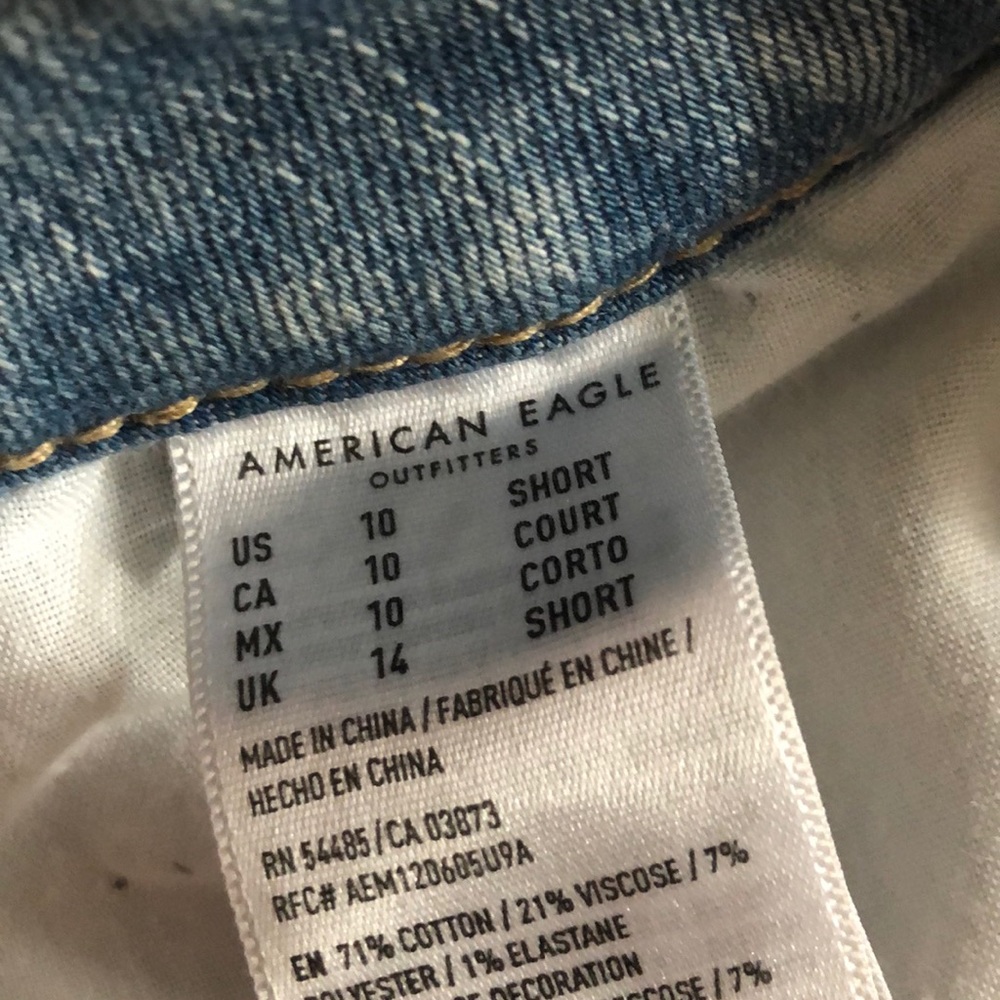 AMERICAN EAGLE
OUTFITTERS
US 10 SHORT
CA 10 COURT
MX 10 CORTO
UK 14 SHORT
MADE IN CHINA / FABRIQUÉ EN CHINE /
HECHO EN CHINA
RN 54485 / CA 03873
RFC# AEM120605U9A
EN 71% COTTON / 21% VISCOSE / 7%
POLYESTER / 1% ELASTANE
DECORATION
/ 7%